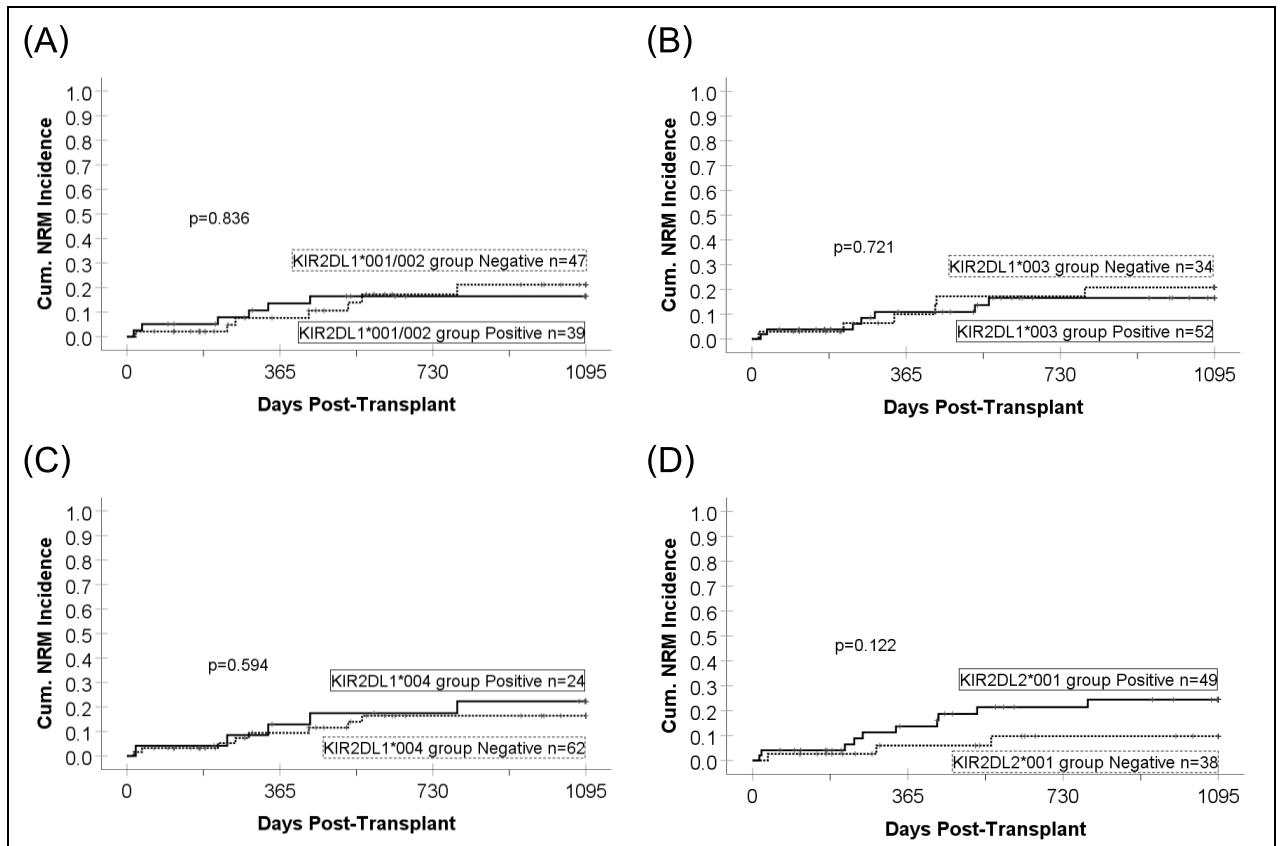 (A)
Cum. NRM Incidence
1.0
0.9
0.8
0.7
0.6
0.5
0.4
0.3
0.2
0.1
0.0
p=0.836
KIR2DL1*001/002 group Negative n=47
KIR2DL1*001/002 group Positive n=39
0 365 730 1095
Days Post-Transplant
(B)
Cum. NRM Incidence
1.0
0.9
0.8
0.7
0.6
0.5
0.4
0.3
0.2
0.1
0.0
p=0.721
KIR2DL1*003 group Negative n=34
KIR2DL1*003 group Positive n=52
0 365 730 1095
Days Post-Transplant
(C)
Cum. NRM Incidence
1.0
0.9
0.8
0.7
0.6
0.5
0.4
0.3
0.2
0.1
0.0
p=0.594
KIR2DL1*004 group Positive n=24
KIR2DL1*004 group Negative n=62
0 365 730 1095
Days Post-Transplant
(D)
Cum. NRM Incidence
1.0
0.9
0.8
0.7
0.6
0.5
0.4
0.3
0.2
0.1
0.0
p=0.122
KIR2DL2*001 group Positive n=49
KIR2DL2*001 group Negative n=38
0 365 730 1095
Days Post-Transplant